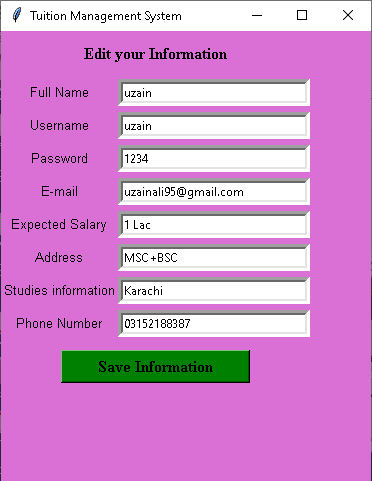 Tuition Management System
Edit your Information
Full Name uzain
Username uzain
Password 1234
E-mail uzainali95@gmail.com
Expected Salary 1 Lac
Address MSC+BSC
Studies information Karachi
Phone Number 03152188387
Save Information